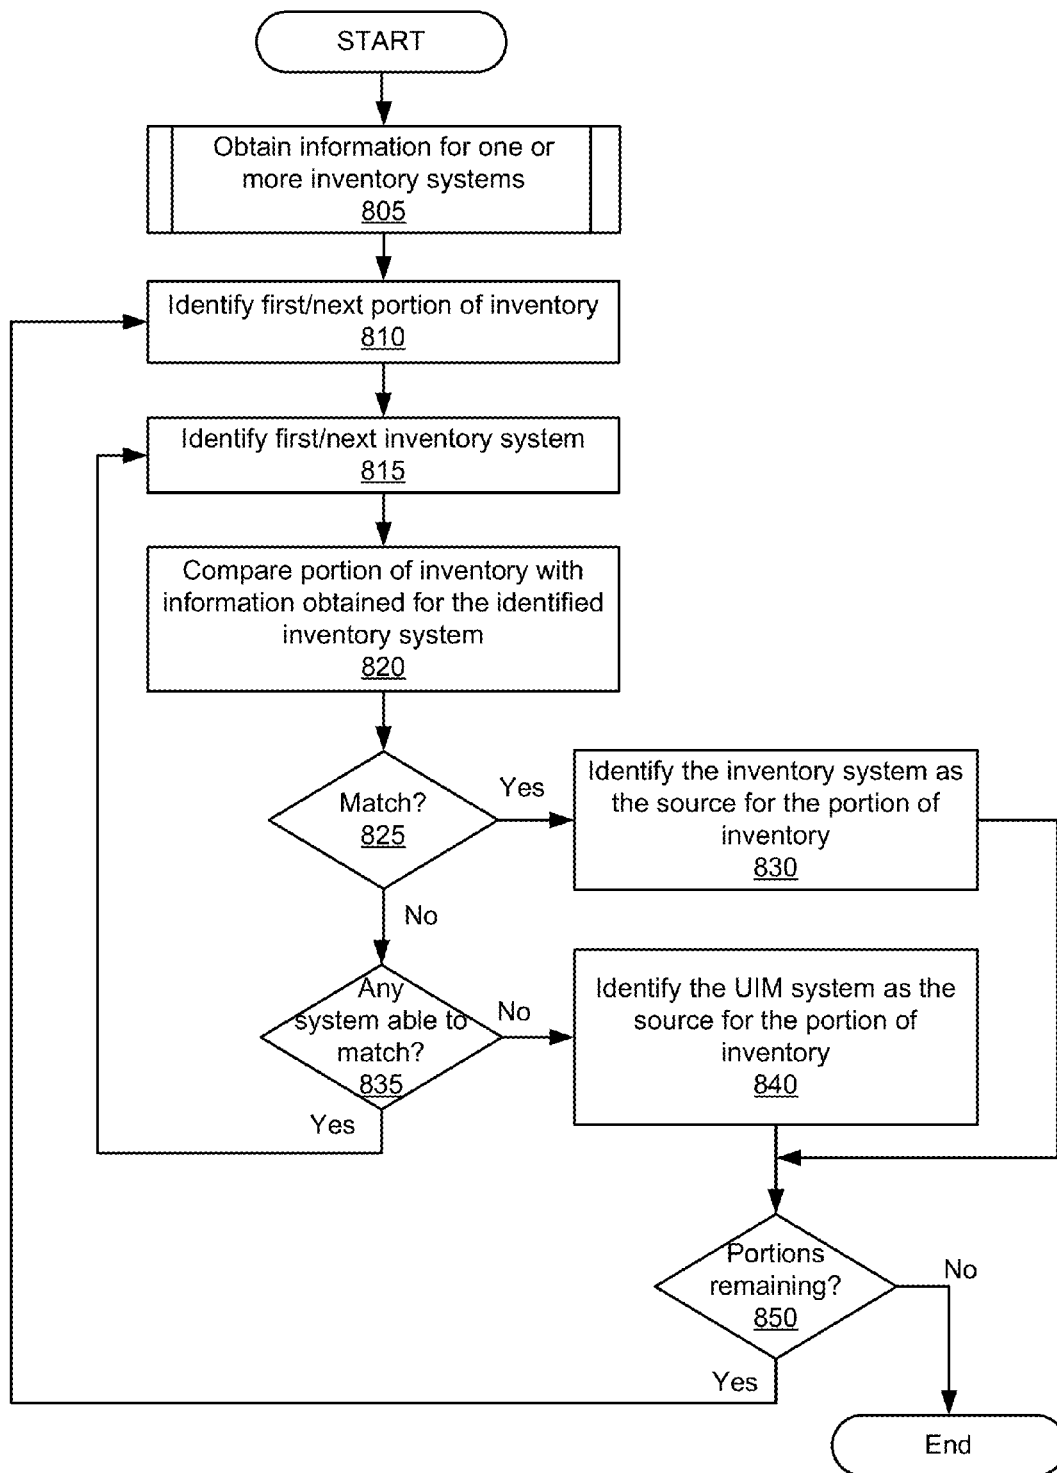 START
Obtain information for one or
more inventory systems
805
Identify first/next portion of inventory
810
Identify first/next inventory system
815
Compare portion of inventory with
information obtained for the identified
inventory system
820
Match?
825
Yes
Identify the inventory system as
the source for the portion of
inventory
830
No
Any
system able to
match?
835
No
Identify the UIM system as the
source for the portion of
inventory
840
Yes
Portions
remaining?
850
No
Yes
End